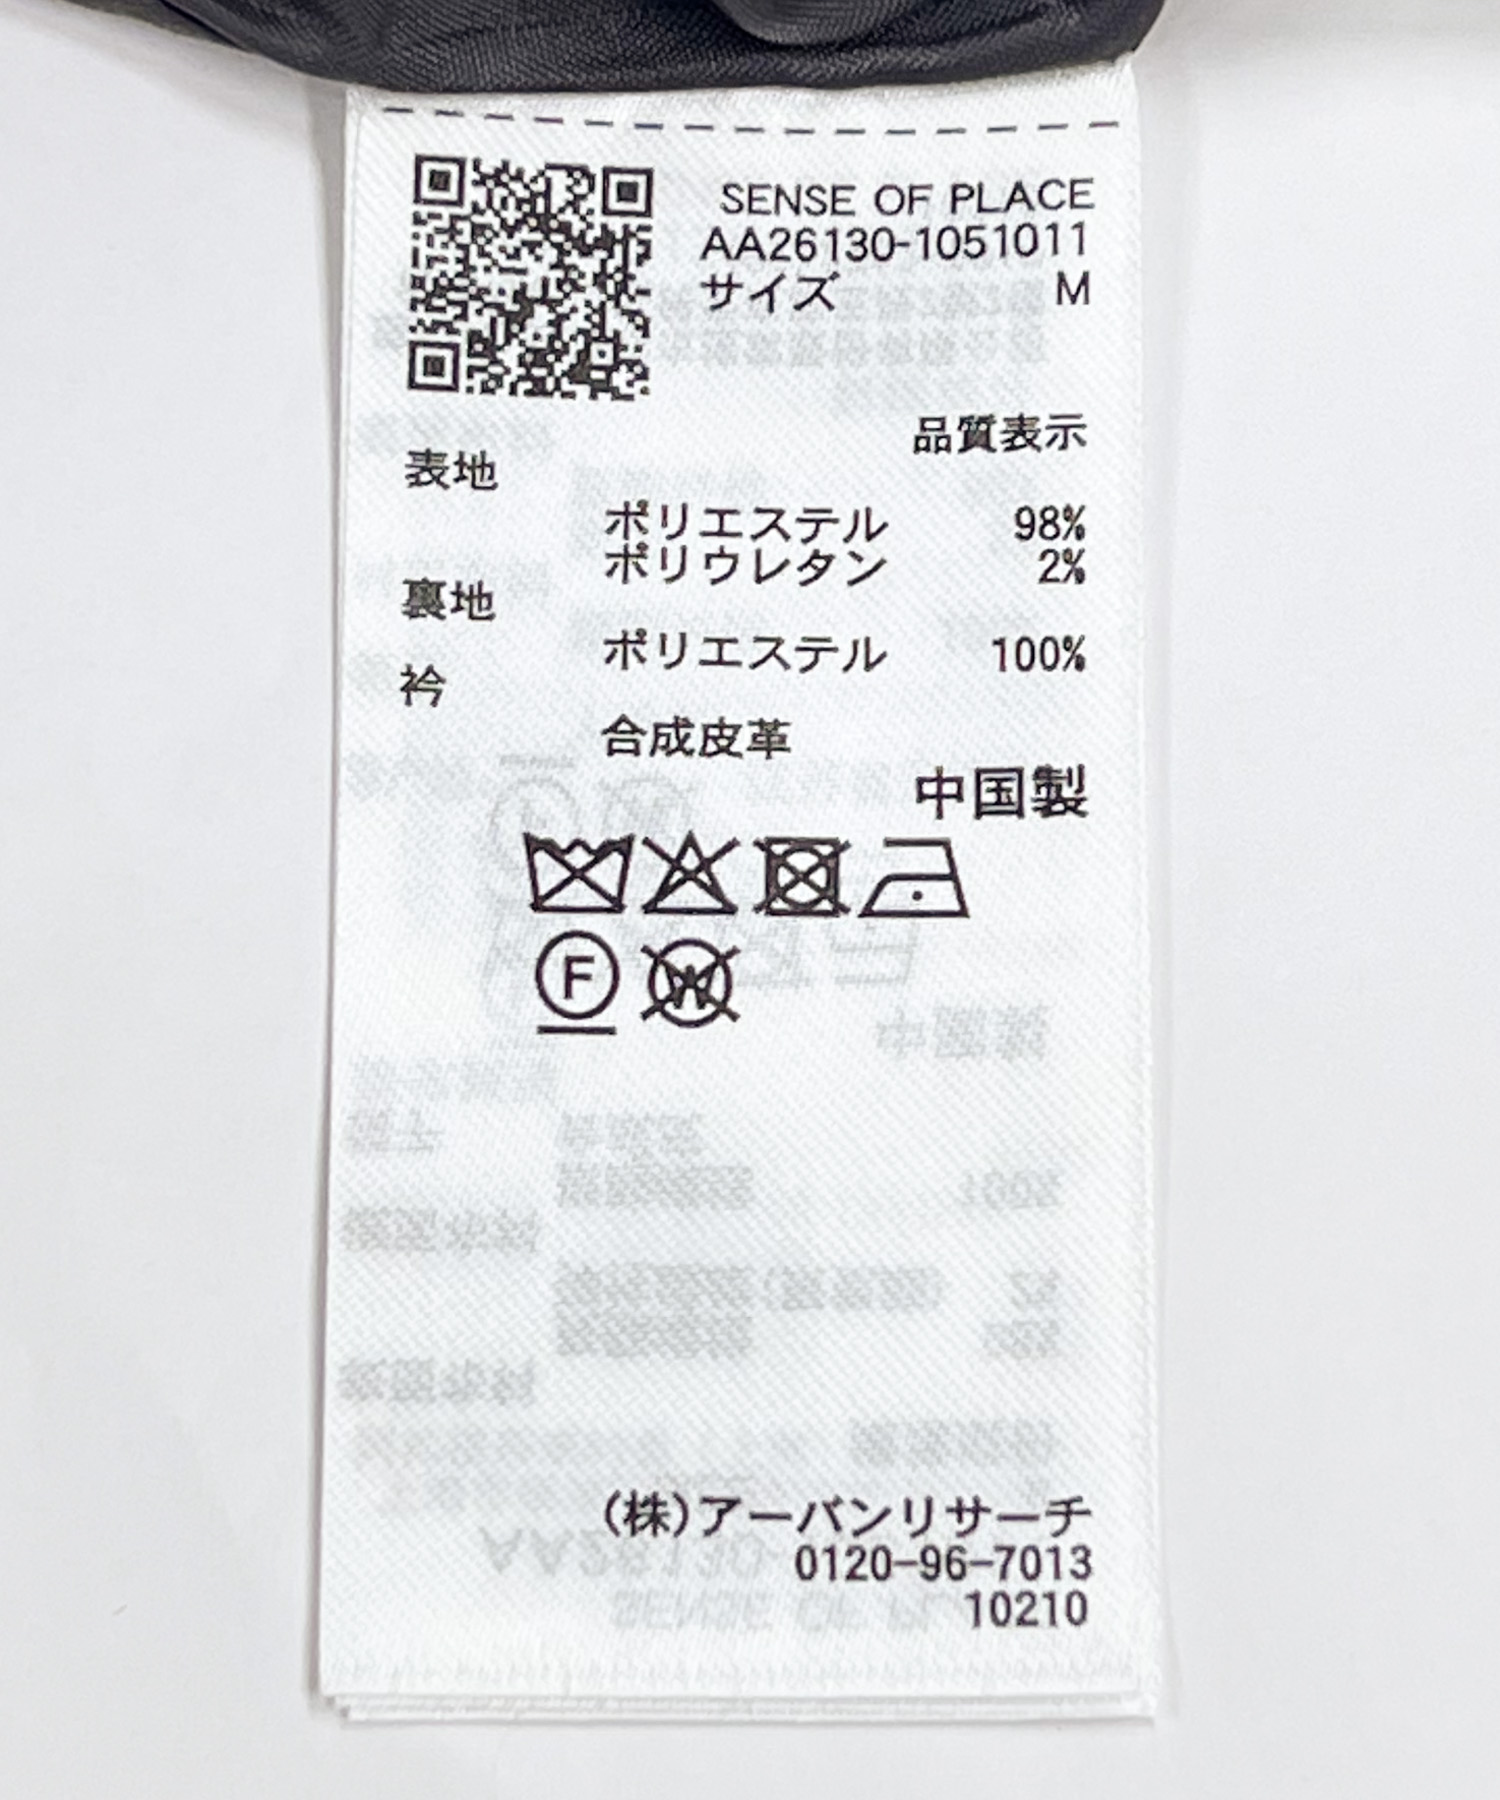 SENSE OF PLACE
AA26130-1051011
サイズ M
品質表示
表地
ポリエステル 98%
ポリウレタン 2%
裏地
ポリエステル 100%
衿
合成皮革
中国製
F
W
(株)アーバンリサーチ
0120-96-7013
10210